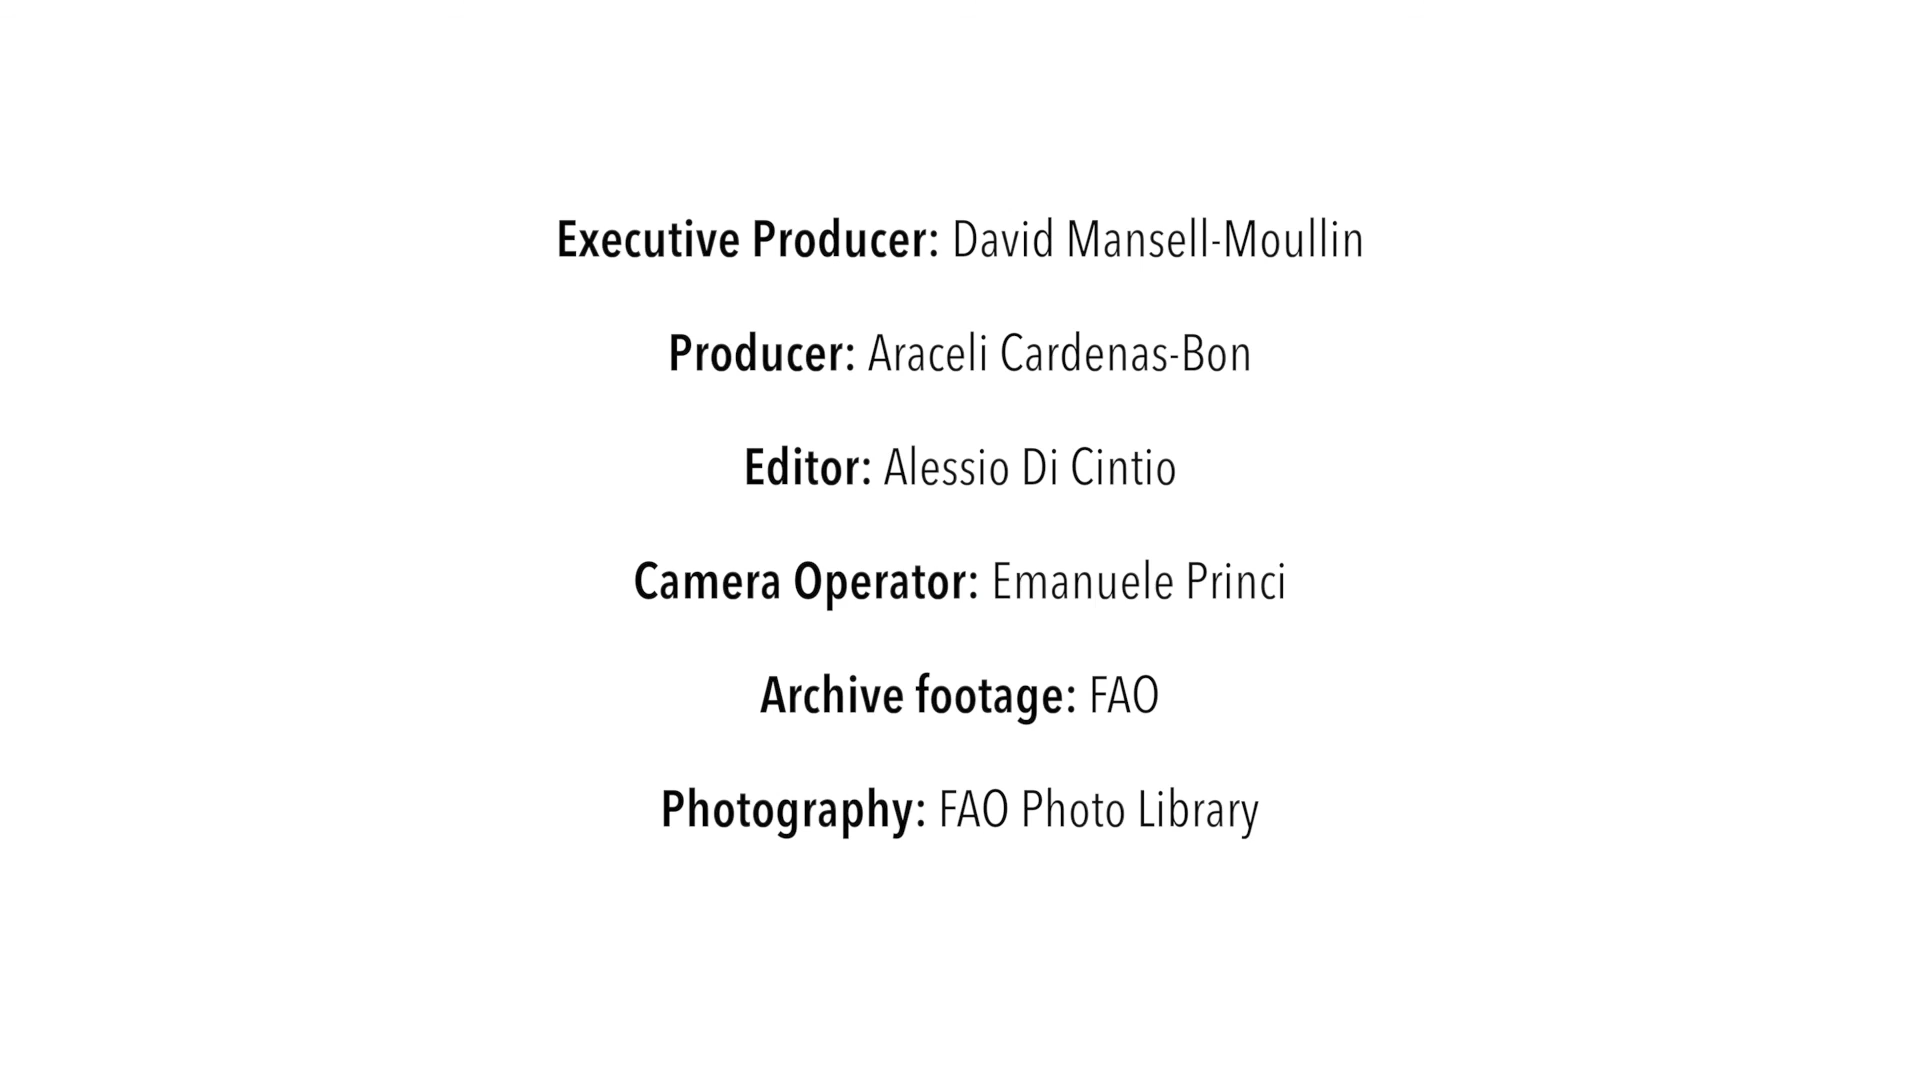 Executive Producer: David Mansell-Moullin
Producer: Araceli Cardenas-Bon
Editor: Alessio Di Cintio
Camera Operator: Emanuele Princi
Archive footage: FAO
Photography: FAO Photo Library